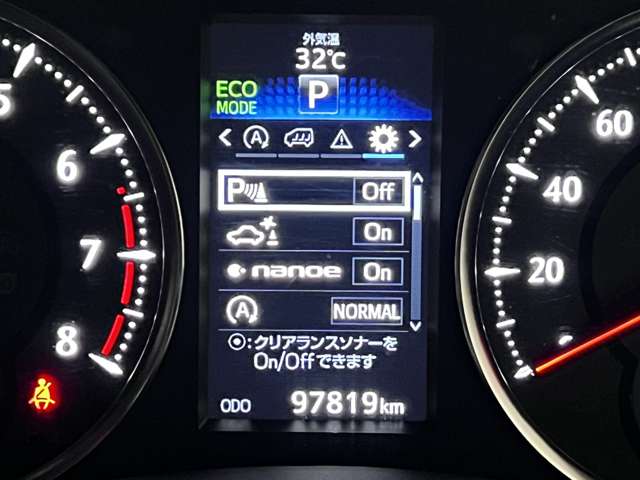 外気温
32℃
ECO
MODE
P
5
6
7
8
60
40
20
P Off
On
nanoe On
A NORMAL
⦿:クリアランスソナーを
On/Offできます
ODO 97819km